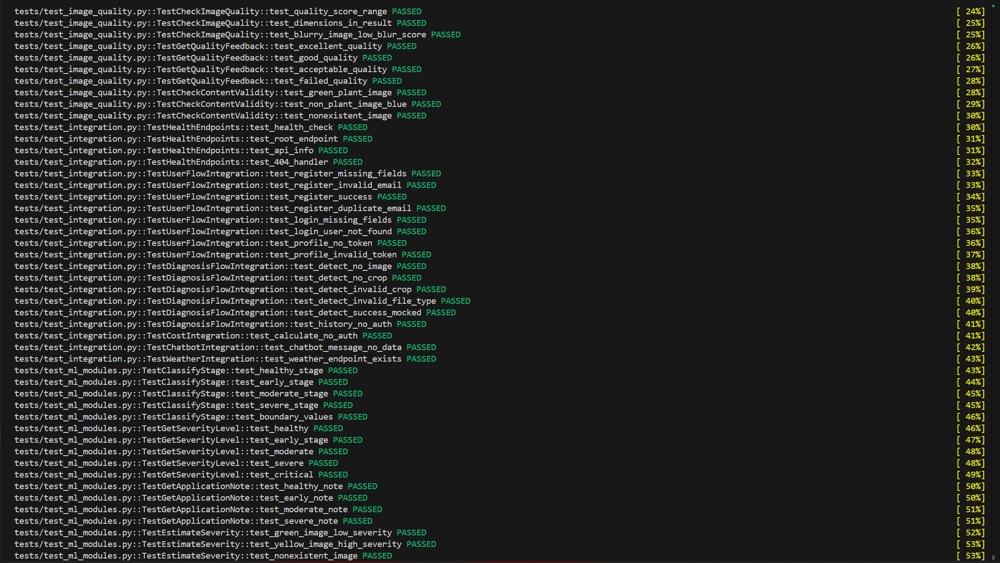 tests/test_image_quality.py::TestCheckImageQuality::test_quality_score_range PASSED [ 24%]
tests/test_image_quality.py::TestCheckImageQuality::test_dimensions_in_result PASSED [ 25%]
tests/test_image_quality.py::TestCheckImageQuality::test_blurry_image_low_blur_score PASSED [ 25%]
tests/test_image_quality.py::TestGetQualityFeedback::test_excellent_quality PASSED [ 26%]
tests/test_image_quality.py::TestGetQualityFeedback::test_good_quality PASSED [ 26%]
tests/test_image_quality.py::TestGetQualityFeedback::test_acceptable_quality PASSED [ 27%]
tests/test_image_quality.py::TestGetQualityFeedback::test_failed_quality PASSED [ 28%]
tests/test_image_quality.py::TestCheckContentValidity::test_green_plant_image PASSED [ 28%]
tests/test_image_quality.py::TestCheckContentValidity::test_non_plant_image_blue PASSED [ 29%]
tests/test_image_quality.py::TestCheckContentValidity::test_nonexistent_image PASSED [ 30%]
tests/test_integration.py::TestHealthEndpoints::test_health_check PASSED [ 30%]
tests/test_integration.py::TestHealthEndpoints::test_root_endpoint PASSED [ 31%]
tests/test_integration.py::TestHealthEndpoints::test_api_info PASSED [ 31%]
tests/test_integration.py::TestHealthEndpoints::test_404_handler PASSED [ 32%]
tests/test_integration.py::TestUserFlowIntegration::test_register_missing_fields PASSED [ 33%]
tests/test_integration.py::TestUserFlowIntegration::test_register_invalid_email PASSED [ 33%]
tests/test_integration.py::TestUserFlowIntegration::test_register_success PASSED [ 34%]
tests/test_integration.py::TestUserFlowIntegration::test_register_duplicate_email PASSED [ 35%]
tests/test_integration.py::TestUserFlowIntegration::test_login_missing_fields PASSED [ 35%]
tests/test_integration.py::TestUserFlowIntegration::test_login_user_not_found PASSED [ 36%]
tests/test_integration.py::TestUserFlowIntegration::test_profile_no_token PASSED [ 36%]
tests/test_integration.py::TestUserFlowIntegration::test_profile_invalid_token PASSED [ 37%]
tests/test_integration.py::TestDiagnosisFlowIntegration::test_detect_no_image PASSED [ 38%]
tests/test_integration.py::TestDiagnosisFlowIntegration::test_detect_no_crop PASSED [ 38%]
tests/test_integration.py::TestDiagnosisFlowIntegration::test_detect_invalid_crop PASSED [ 39%]
tests/test_integration.py::TestDiagnosisFlowIntegration::test_detect_invalid_file_type PASSED [ 40%]
tests/test_integration.py::TestDiagnosisFlowIntegration::test_detect_success_mocked PASSED [ 40%]
tests/test_integration.py::TestDiagnosisFlowIntegration::test_history_no_auth PASSED [ 41%]
tests/test_integration.py::TestCostIntegration::test_calculate_no_auth PASSED [ 41%]
tests/test_integration.py::TestChatbotIntegration::test_chatbot_message_no_data PASSED [ 42%]
tests/test_integration.py::TestWeatherIntegration::test_weather_endpoint_exists PASSED [ 43%]
tests/test_ml_modules.py::TestClassifyStage::test_healthy_stage PASSED [ 43%]
tests/test_ml_modules.py::TestClassifyStage::test_early_stage PASSED [ 44%]
tests/test_ml_modules.py::TestClassifyStage::test_moderate_stage PASSED [ 45%]
tests/test_ml_modules.py::TestClassifyStage::test_severe_stage PASSED [ 45%]
tests/test_ml_modules.py::TestClassifyStage::test_boundary_values PASSED [ 46%]
tests/test_ml_modules.py::TestGetSeverityLevel::test_healthy PASSED [ 46%]
tests/test_ml_modules.py::TestGetSeverityLevel::test_early_stage PASSED [ 47%]
tests/test_ml_modules.py::TestGetSeverityLevel::test_moderate PASSED [ 48%]
tests/test_ml_modules.py::TestGetSeverityLevel::test_severe PASSED [ 48%]
tests/test_ml_modules.py::TestGetSeverityLevel::test_critical PASSED [ 49%]
tests/test_ml_modules.py::TestGetApplicationNote::test_healthy_note PASSED [ 50%]
tests/test_ml_modules.py::TestGetApplicationNote::test_early_note PASSED [ 50%]
tests/test_ml_modules.py::TestGetApplicationNote::test_moderate_note PASSED [ 51%]
tests/test_ml_modules.py::TestGetApplicationNote::test_severe_note PASSED [ 51%]
tests/test_ml_modules.py::TestEstimateSeverity::test_green_image_low_severity PASSED [ 52%]
tests/test_ml_modules.py::TestEstimateSeverity::test_yellow_image_high_severity PASSED [ 53%]
tests/test_ml_modules.py::TestEstimateSeverity::test_nonexistent_image PASSED [ 53%]